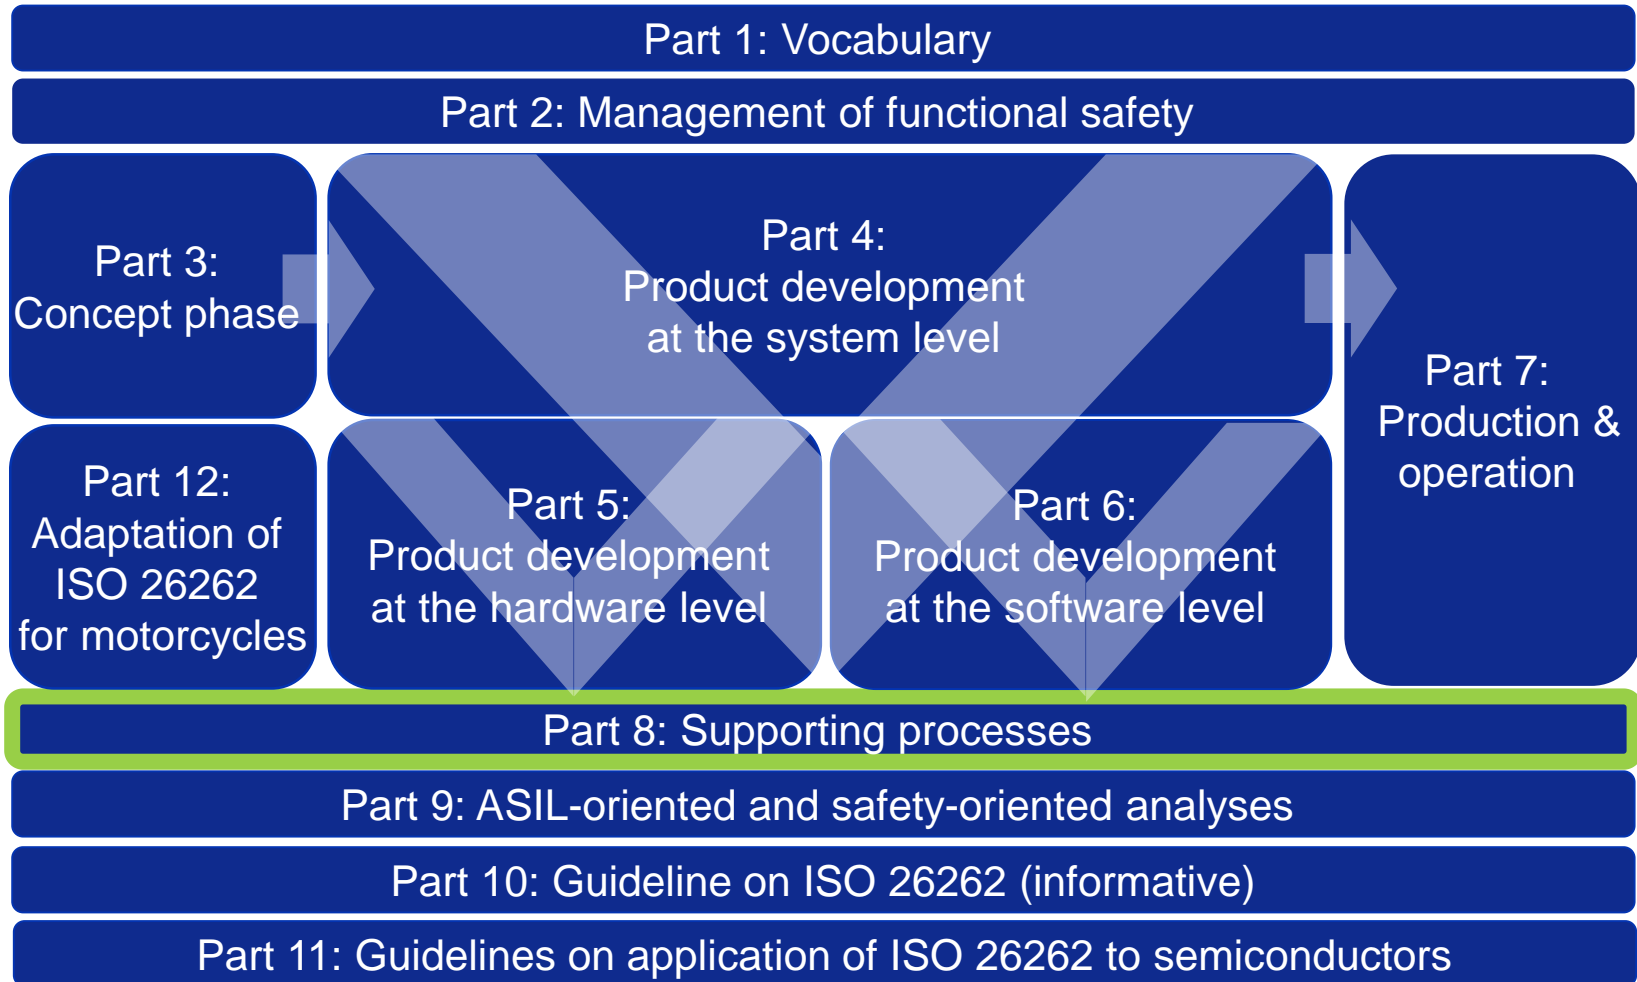 Part 1: Vocabulary
Part 2: Management of functional safety
Part 3:
Concept phase
Part 4:
Product development
at the system level
Part 7:
Production &
operation
Part 12:
Adaptation of
ISO 26262
for motorcycles
Part 5:
Product development
at the hardware level
Part 6:
Product development
at the software level
Part 8: Supporting processes
Part 9: ASIL-oriented and safety-oriented analyses
Part 10: Guideline on ISO 26262 (informative)
Part 11: Guidelines on application of ISO 26262 to semiconductors